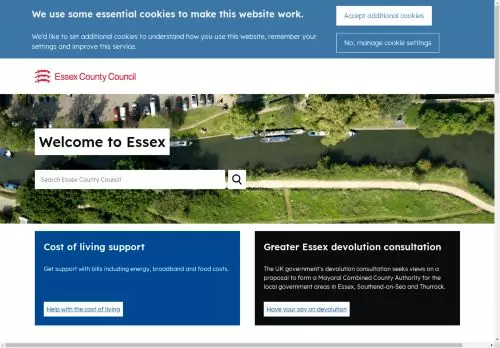 We use some essential cookies to make this website work.
We'd like to set additional cookies to understand how you use this website, remember your
settings and improve this service.
Accept additional cookies
No, manage cookie settings
Essex County Council
Welcome to Essex
Search Essex County Council
Cost of living support
Get support with bills including energy, broadband and food costs.
Help with the cost of living
Greater Essex devolution consultation
The UK government's devolution consultation seeks views on a
proposal to form a Mayoral Combined County Authority for the
local government areas in Essex, Southend-on-Sea and Thurrock.
Have your say on devolution